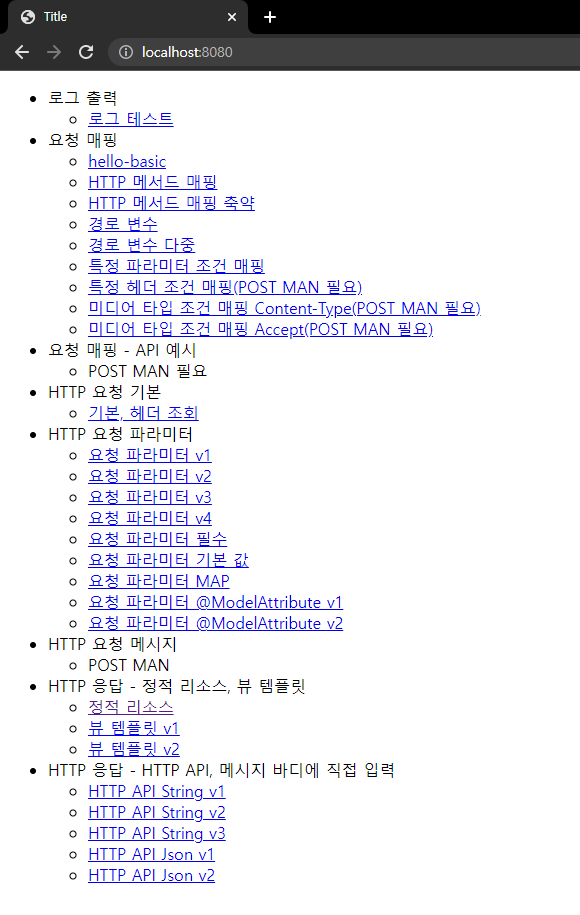 Title
localhost:8080
로그 출력
로그 테스트
요청 매핑
hello-basic
HTTP 메서드 매핑
HTTP 메서드 매핑 축약
경로 변수
경로 변수 다중
특정 파라미터 조건 매핑
특정 헤더 조건 매핑(POST MAN 필요)
미디어 타입 조건 매핑 Content-Type(POST MAN 필요)
미디어 타입 조건 매핑 Accept(POST MAN 필요)
요청 매핑 - API 예시
POST MAN 필요
HTTP 요청 기본
기본, 헤더 조회
HTTP 요청 파라미터
요청 파라미터 v1
요청 파라미터 v2
요청 파라미터 v3
요청 파라미터 v4
요청 파라미터 필수
요청 파라미터 기본 값
요청 파라미터 MAP
요청 파라미터 @ModelAttribute v1
요청 파라미터 @ModelAttribute v2
HTTP 요청 메시지
POST MAN
HTTP 응답 - 정적 리소스, 뷰 템플릿
정적 리소스
뷰 템플릿 v1
뷰 템플릿 v2
HTTP 응답 - HTTP API, 메시지 바디에 직접 입력
HTTP API String v1
HTTP API String v2
HTTP API String v3
HTTP API Json v1
HTTP API Json v2